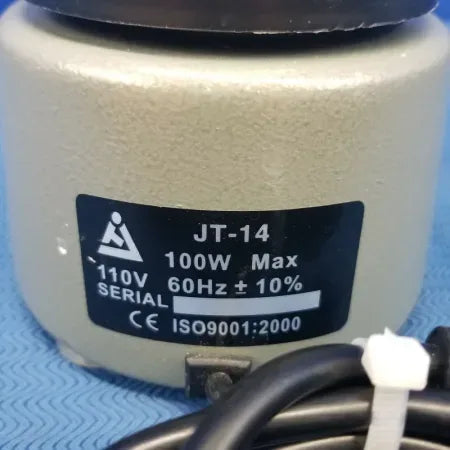 JT-14
100W Max
110V 60Hz ± 10%
SERIAL
CE ISO9001:2000